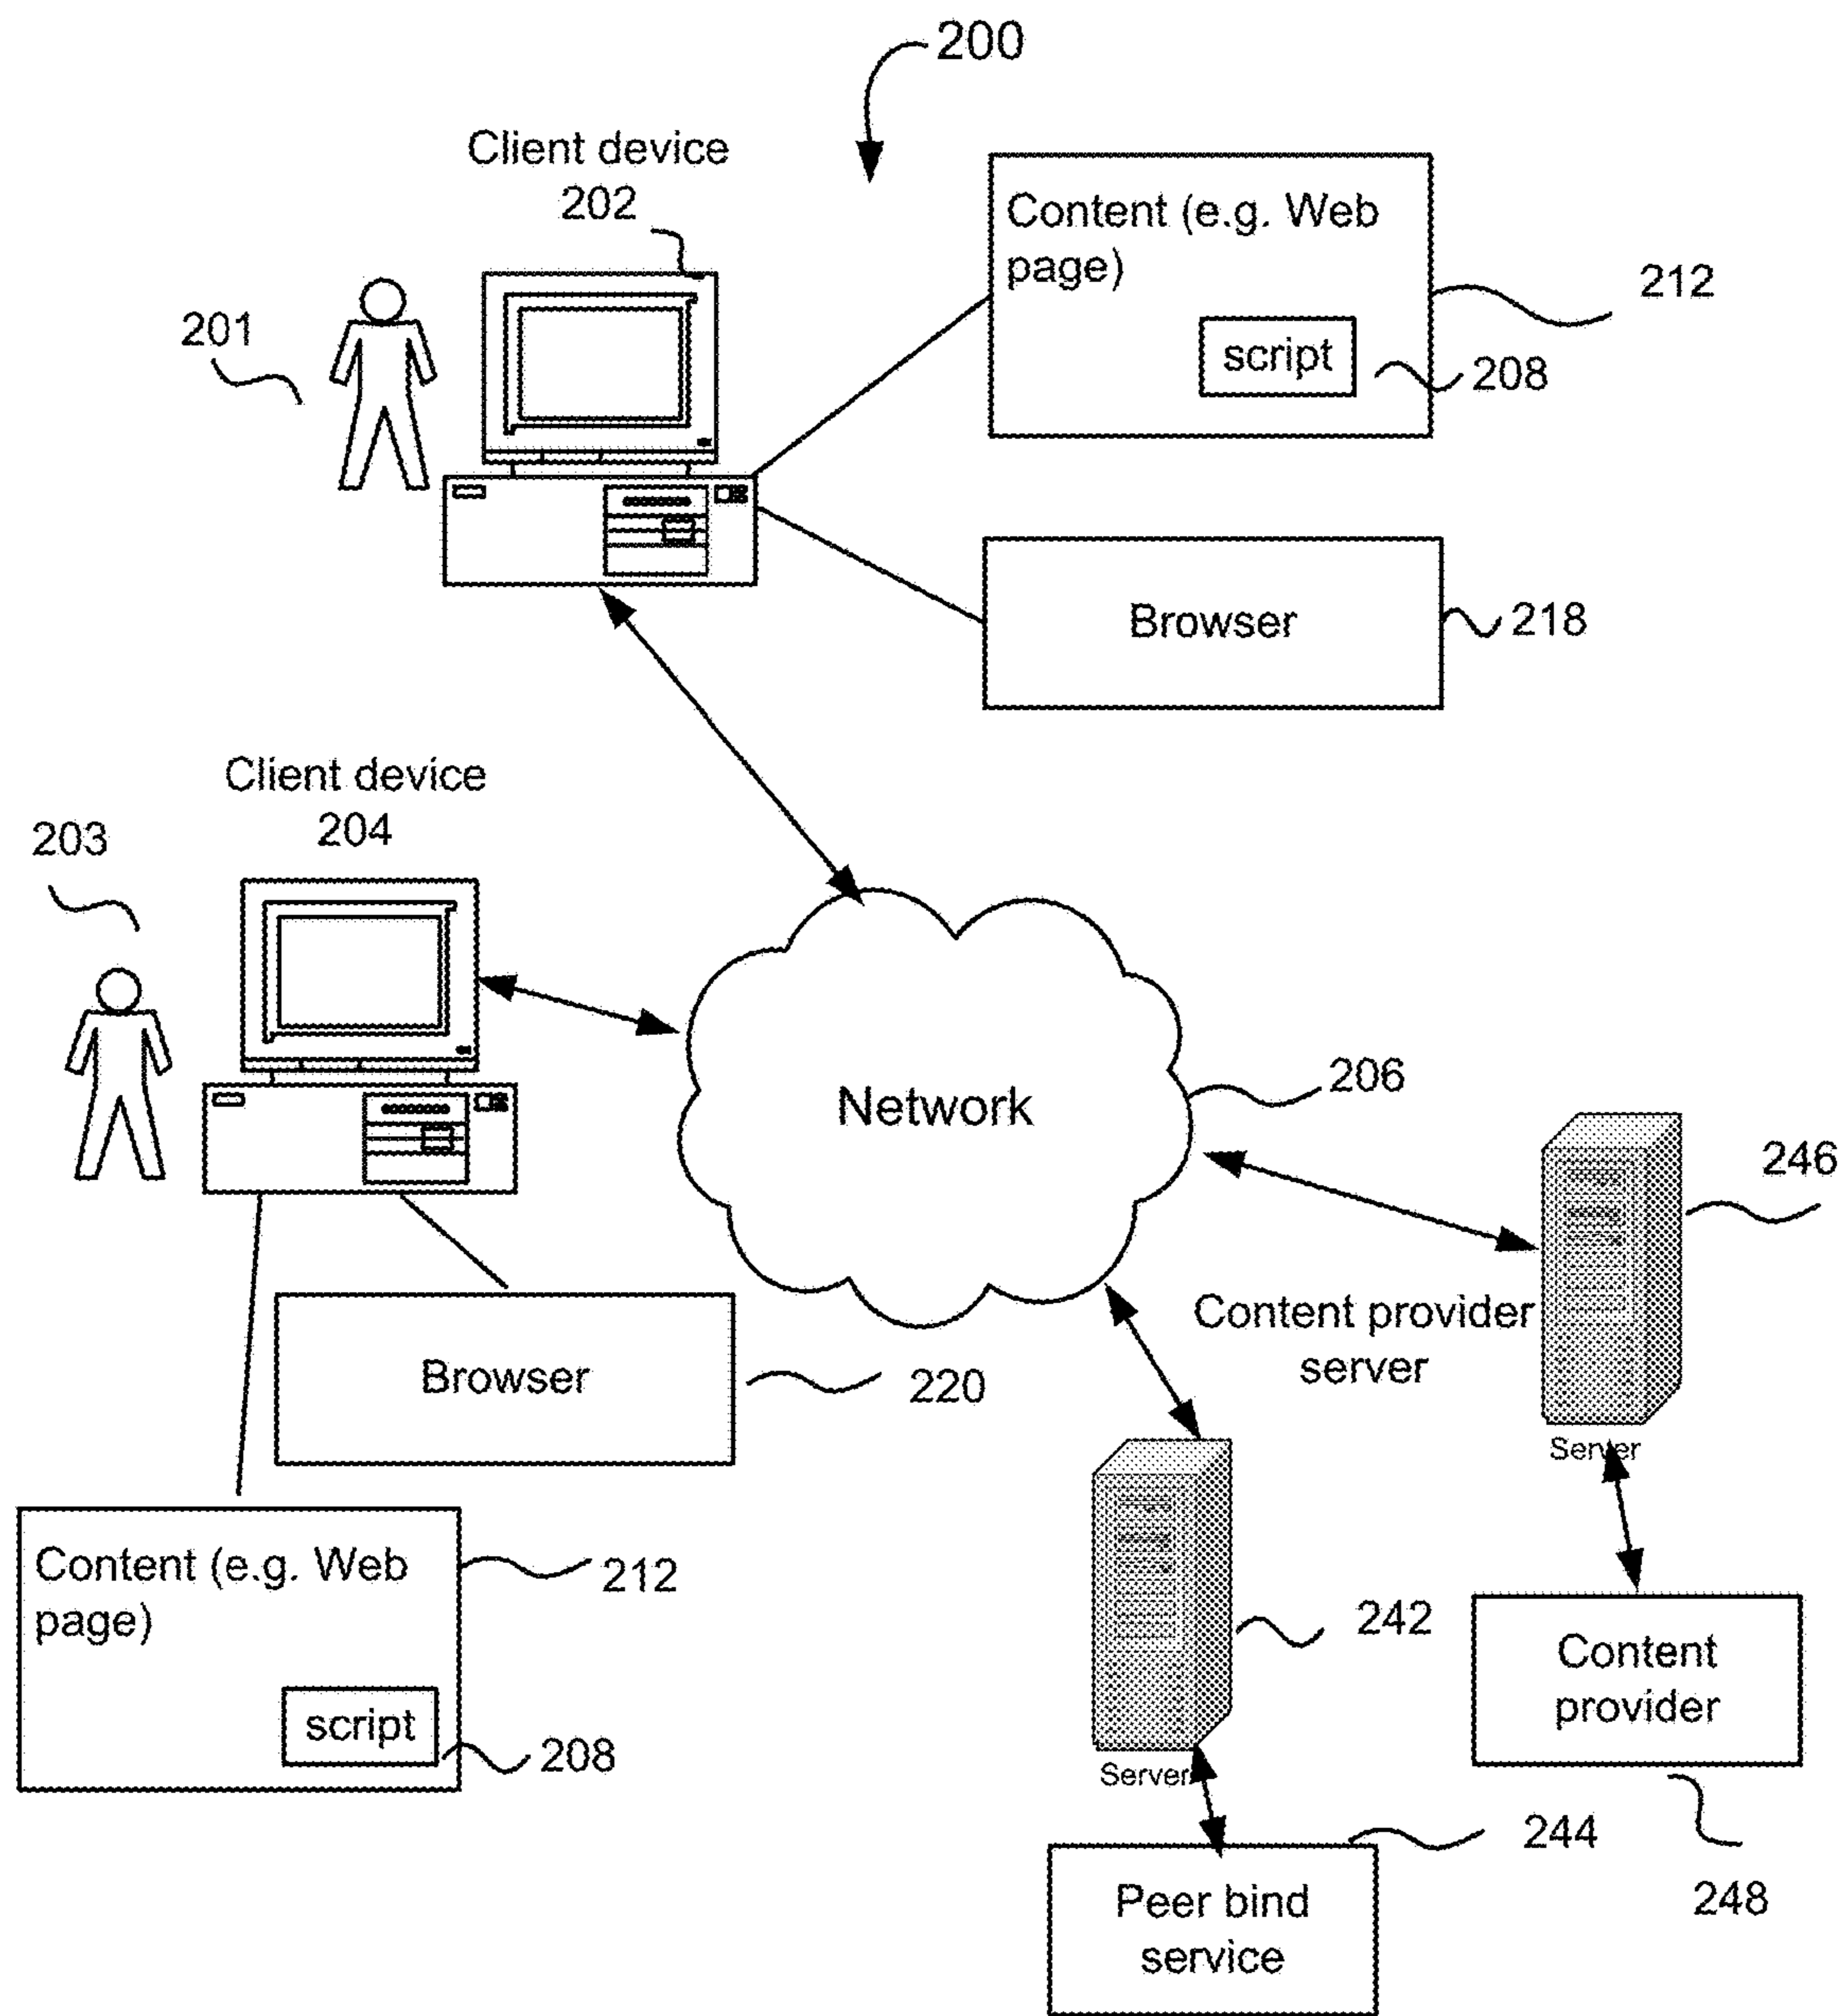 200
Client device
202
Content (e.g. Web
page)
212
script
208
201
Browser
218
Client device
204
203
Network
206
246
Content provider
server
Browser
220
Server
Content (e.g. Web
page)
212
242
Content
provider
script
208
Server
244
248
Peer bind
service